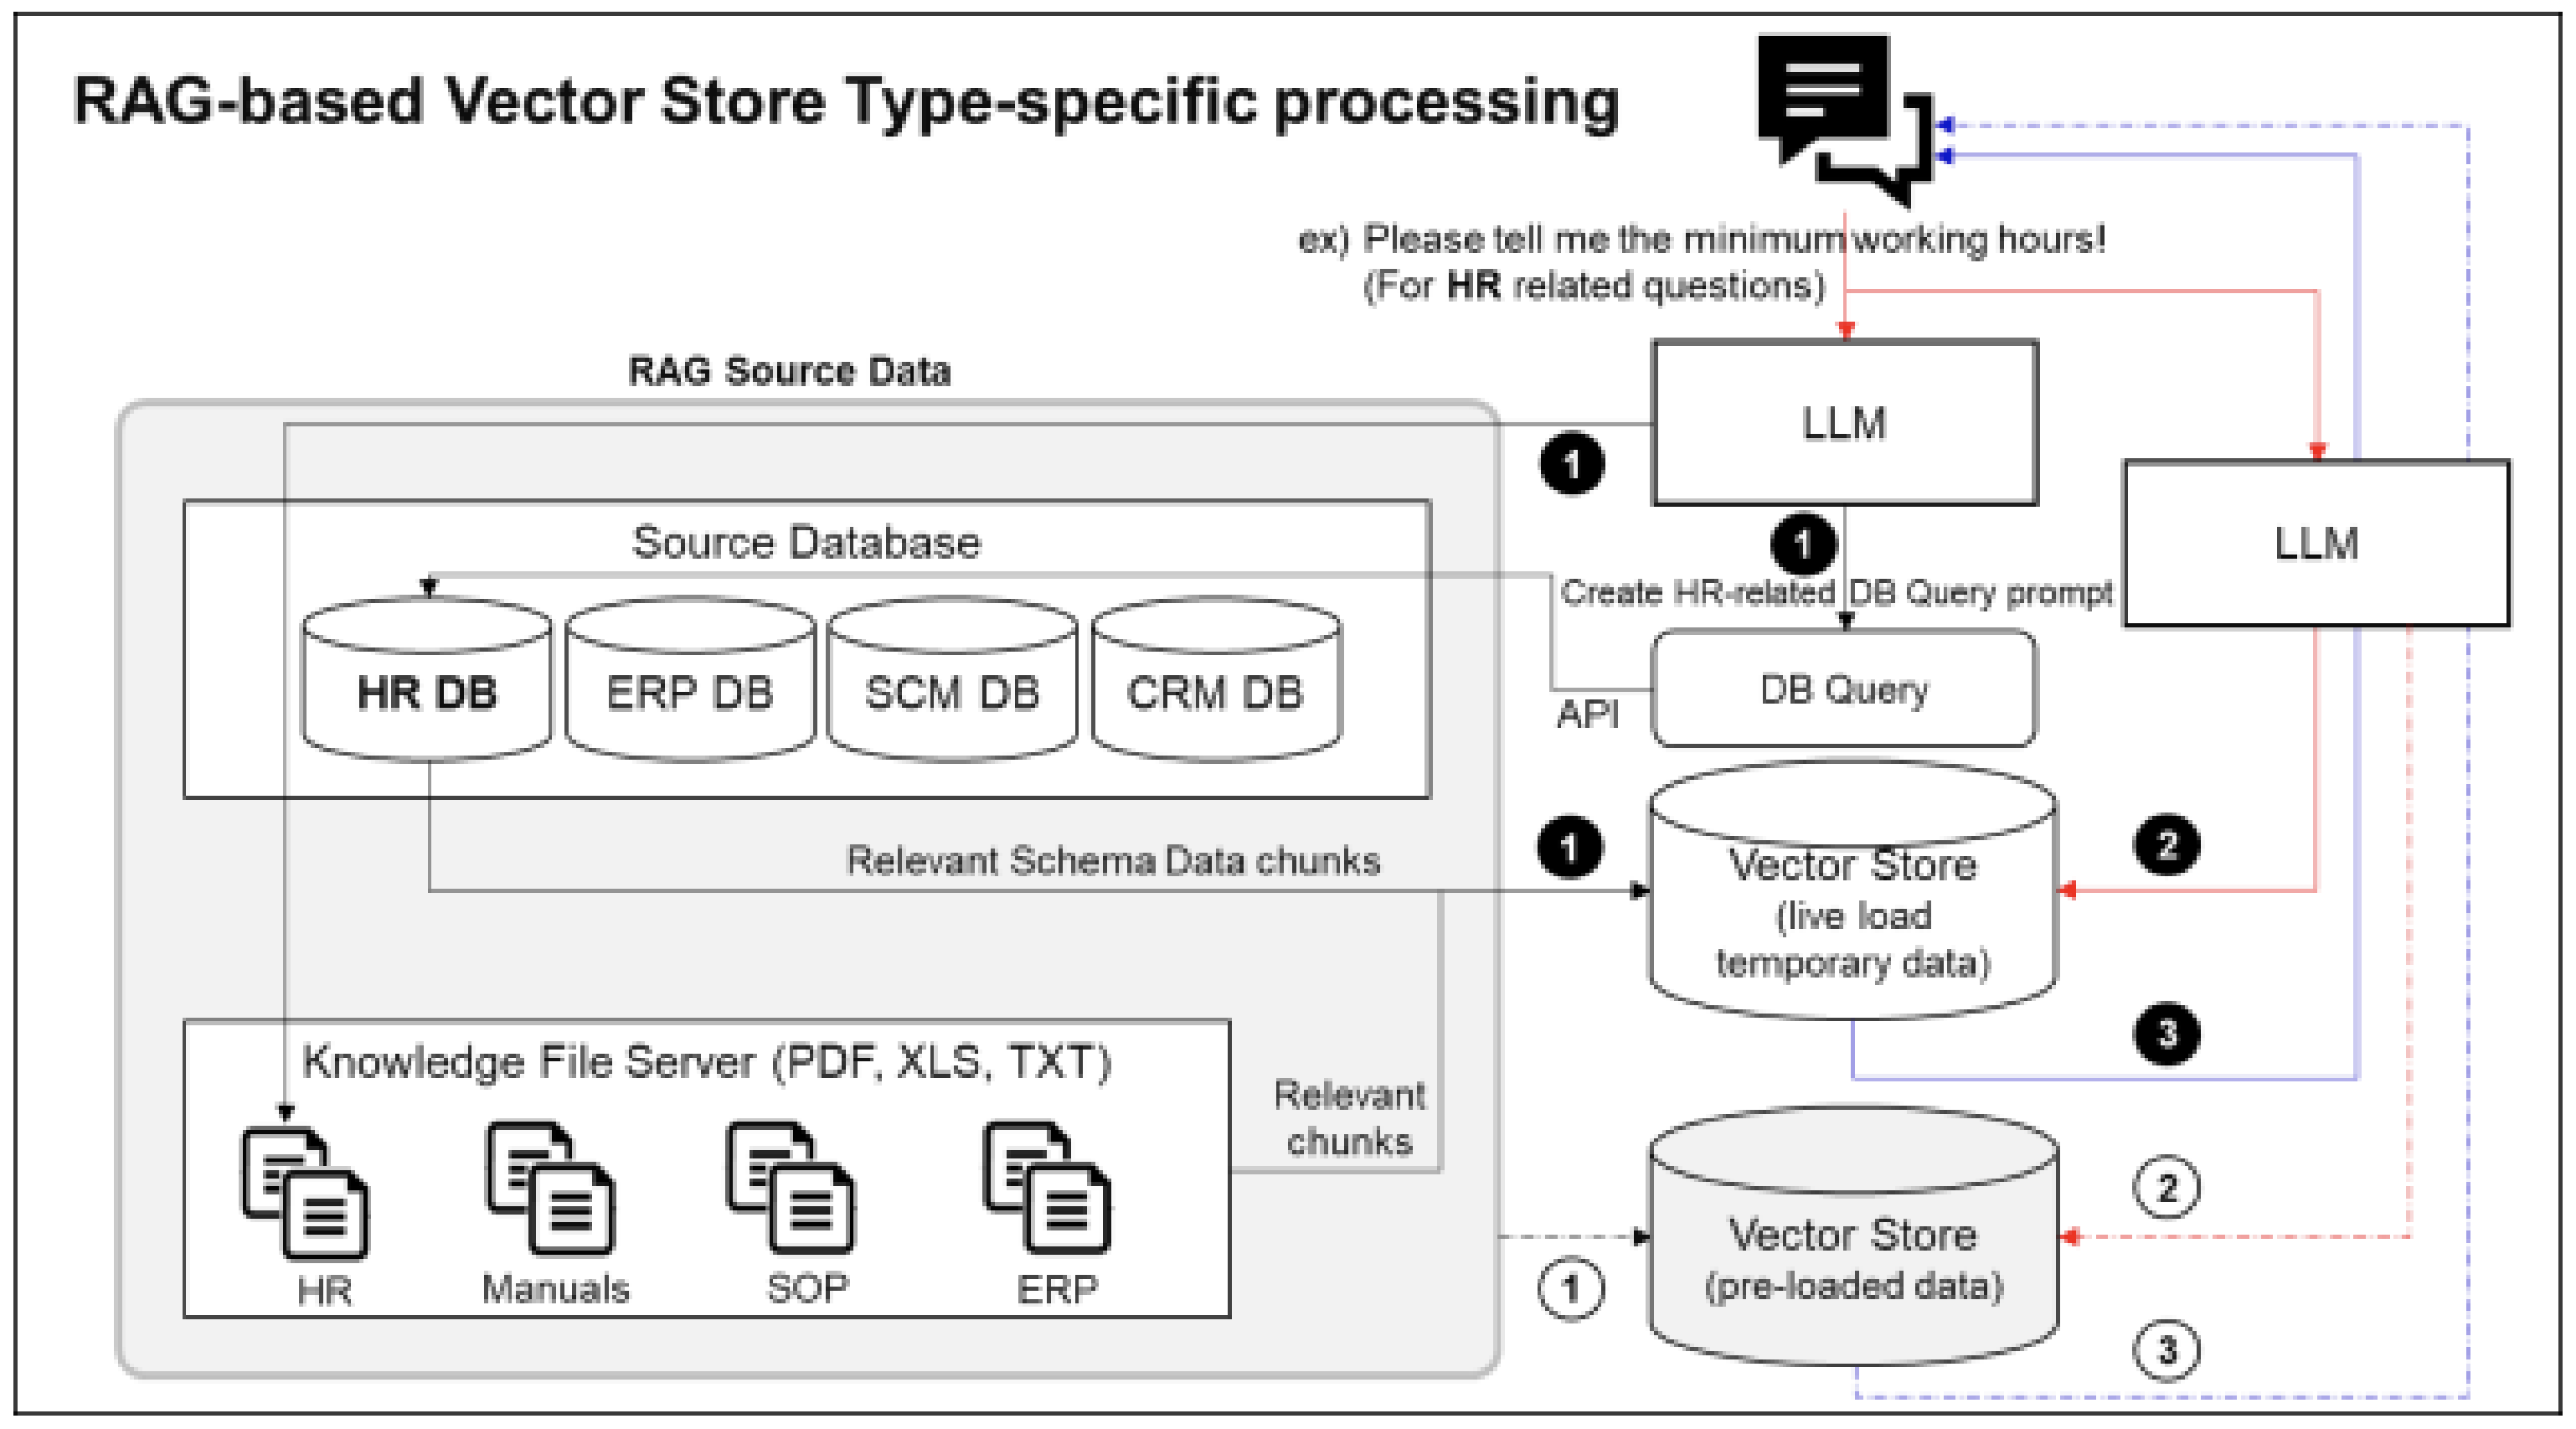 RAG-based Vector Store Type-specific processing
ex) Please tell me the minimum working hours!
(For HR related questions)
RAG Source Data
LLM
1
LLM
1
Source Database
Create HR-related DB Query prompt
HR DB
ERP DB
SCM DB
CRM DB
DB Query
API
Relevant Schema Data chunks
1
Vector Store
(live load
temporary data)
2
3
Knowledge File Server (PDF, XLS, TXT)
Relevant
chunks
HR
Manuals
SOP
ERP
1
Vector Store
(pre-loaded data)
2
3